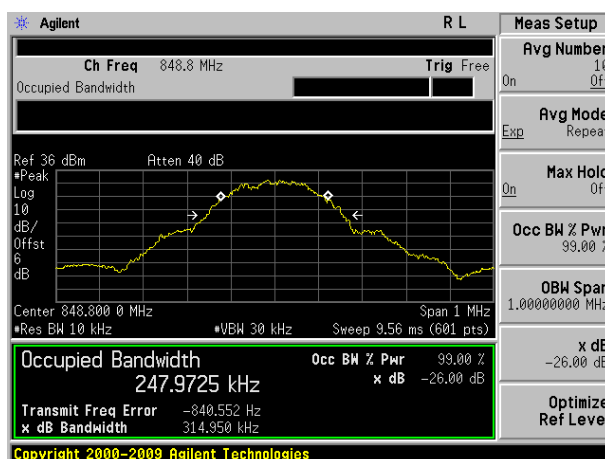 Agilent R L
Ch Freq 848.8 MHz Trig Free
Occupied Bandwidth
Ref 36 dBm Atten 40 dB
#Peak
Log
10
dB/
Offst
6
dB
Center 848.800 0 MHz Span 1 MHz
#Res BW 10 kHz #VBW 30 kHz Sweep 9.56 ms (601 pts)
Occupied Bandwidth Occ BW % Pwr 99.00 %
247.9725 kHz x dB -26.00 dB
Transmit Freq Error -840.552 Hz
x dB Bandwidth 314.950 kHz
Copyright 2000-2009 Agilent Technologies
Meas Setup
Avg Number
10
On Of
Avg Mode
Exp Repea
Max Hold
On Of
Occ BW % Pwr
99.00 %
OBW Span
1.00000000 MHz
x dB
-26.00 dB
Optimize
Ref Leve